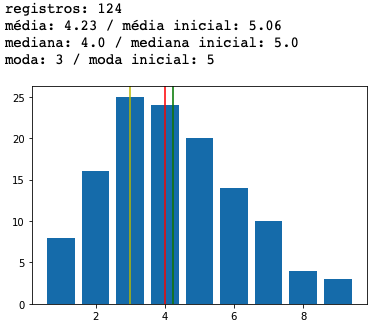 registros: 124
média: 4.23 / média inicial: 5.06
mediana: 4.0 / mediana inicial: 5.0
moda: 3 / moda inicial: 5
25
20
15
10
5
0
2 4 6 8